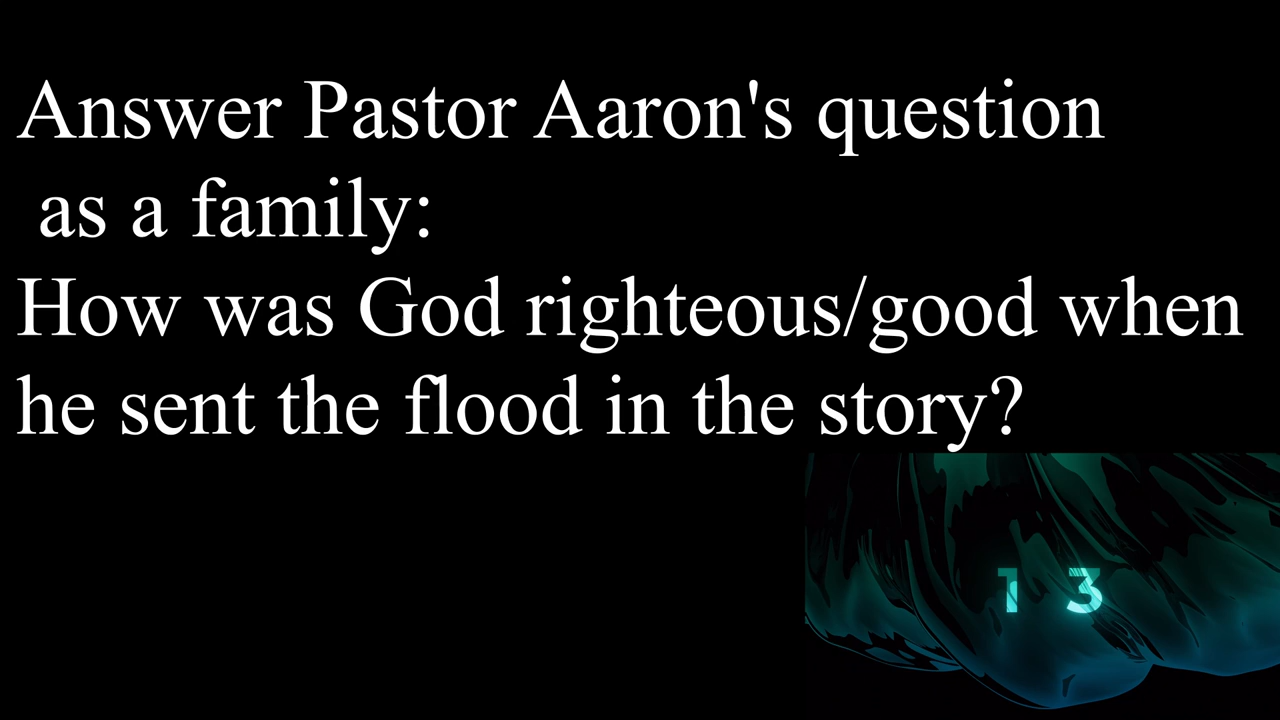 Answer Pastor Aaron's question
as a family:
How was God righteous/good when
he sent the flood in the story?
1 3